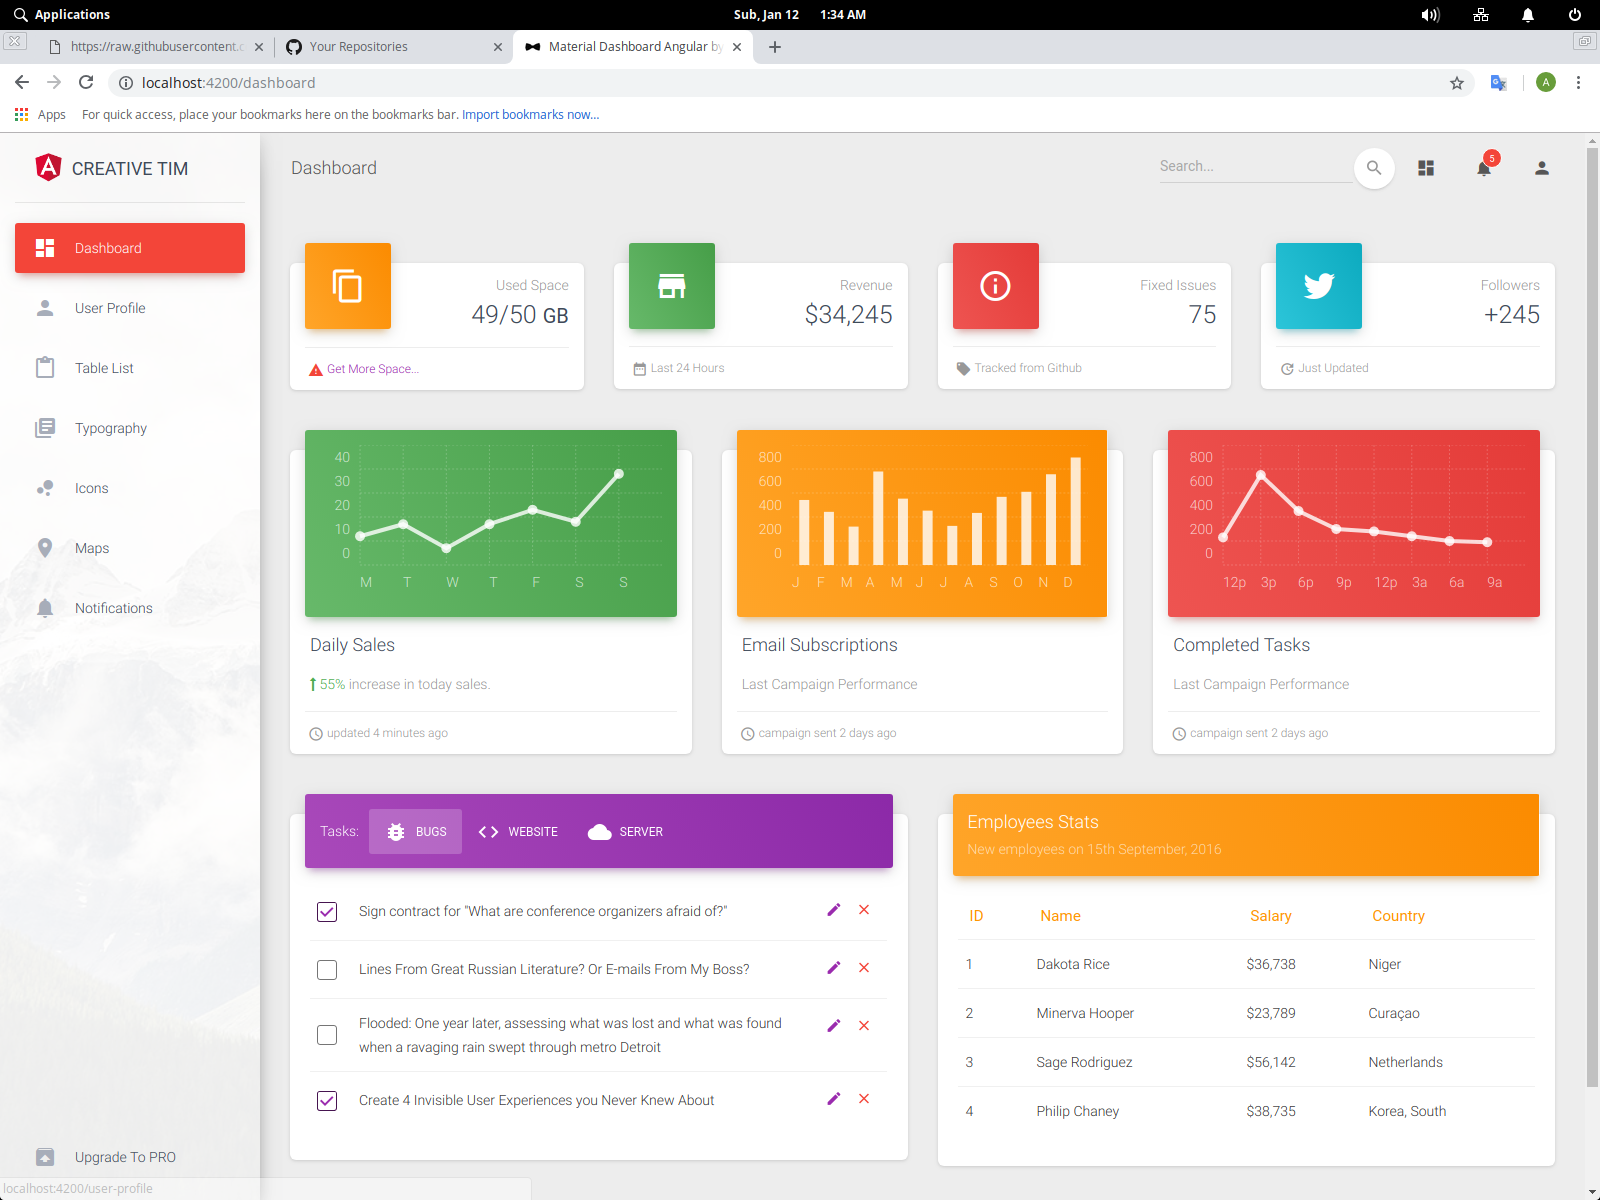 Applications
Sub, Jan 12 1:34 AM
https://raw.githubusercontent.c
Your Repositories
Material Dashboard Angular by
localhost:4200/dashboard
A
Apps
For quick access, place your bookmarks here on the bookmarks bar. Import bookmarks now...
A CREATIVE TIM
Dashboard
User Profile
Table List
Typography
Icons
Maps
Notifications
Upgrade To PRO
localhost:4200/user-profile
Dashboard
Search...
5
Used Space
49/50 GB
Get More Space...
Revenue
$34,245
Last 24 Hours
Fixed Issues
75
Tracked from Github
Followers
+245
Just Updated
40
30
20
10
0
M T W T F S S
Daily Sales
55% increase in today sales.
updated 4 minutes ago
800
600
400
200
0
J F M A M J J A S O N D
Email Subscriptions
Last Campaign Performance
campaign sent 2 days ago
800
600
400
200
0
12p 3p 6p 9p 12p 3a 6a 9a
Completed Tasks
Last Campaign Performance
campaign sent 2 days ago
Tasks: BUGS WEBSITE SERVER
Sign contract for "What are conference organizers afraid of?"
Lines From Great Russian Literature? Or E-mails From My Boss?
Flooded: One year later, assessing what was lost and what was found
when a ravaging rain swept through metro Detroit
Create 4 Invisible User Experiences you Never Knew About
Employees Stats
New employees on 15th September, 2016
ID Name Salary Country
1 Dakota Rice $36,738 Niger
2 Minerva Hooper $23,789 Curaçao
3 Sage Rodriguez $56,142 Netherlands
4 Philip Chaney $38,735 Korea, South